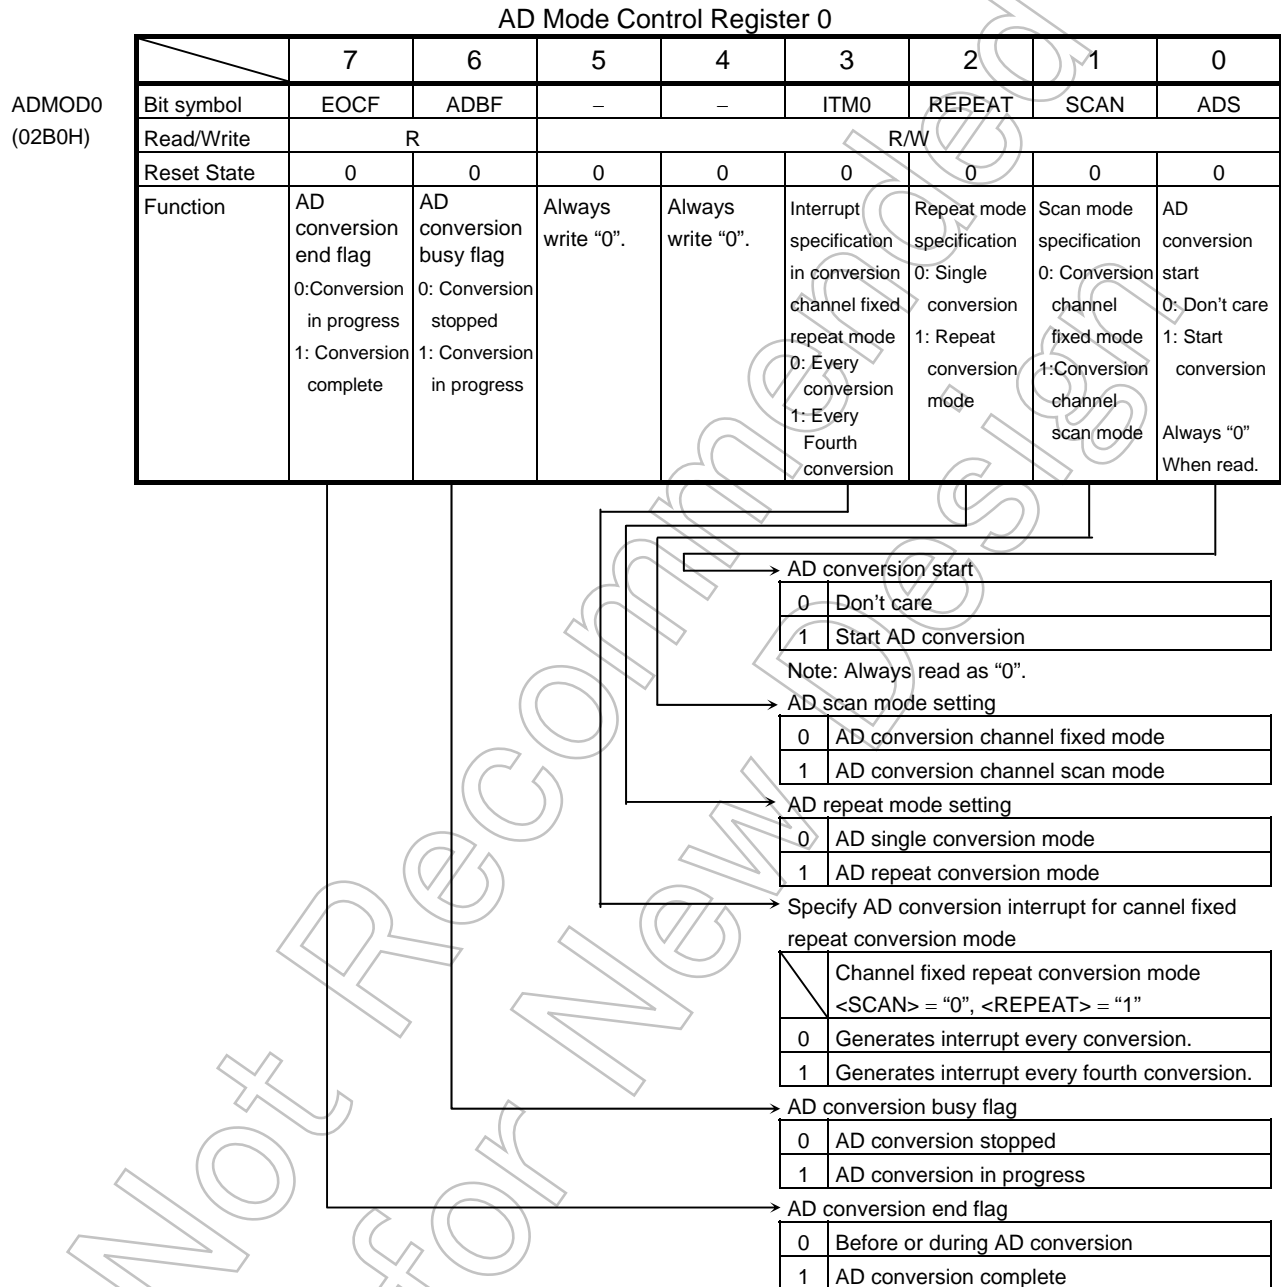 AD Mode Control Register 0
7 6 5 4 3 2 1 0
ADMOD0
(02B0H)
Bit symbol EOCF ADBF – – ITM0 REPEAT SCAN ADS
Read/Write R R/W
Reset State 0 0 0 0 0 0 0 0
Function
AD
conversion
end flag
0:Conversion
in progress
1: Conversion
complete
AD
conversion
busy flag
0: Conversion
stopped
1: Conversion
in progress
Always
write “0”.
Always
write “0”.
Interrupt
specification
in conversion
channel fixed
repeat mode
0: Every
conversion
1: Every
Fourth
conversion
Repeat mode
specification
0: Single
conversion
1: Repeat
conversion
mode
Scan mode
specification
0: Conversion
channel
fixed mode
1:Conversion
channel
scan mode
AD
conversion
start
0: Don’t care
1: Start
conversion
Always “0”
When read.
AD conversion start
0 Don’t care
1 Start AD conversion
Note: Always read as “0”.
AD scan mode setting
0 AD conversion channel fixed mode
1 AD conversion channel scan mode
AD repeat mode setting
0 AD single conversion mode
1 AD repeat conversion mode
Specify AD conversion interrupt for cannel fixed
repeat conversion mode
Channel fixed repeat conversion mode
<SCAN> = “0”, <REPEAT> = “1”
0 Generates interrupt every conversion.
1 Generates interrupt every fourth conversion.
AD conversion busy flag
0 AD conversion stopped
1 AD conversion in progress
AD conversion end flag
0 Before or during AD conversion
1 AD conversion complete
Not Recommended
for New Design